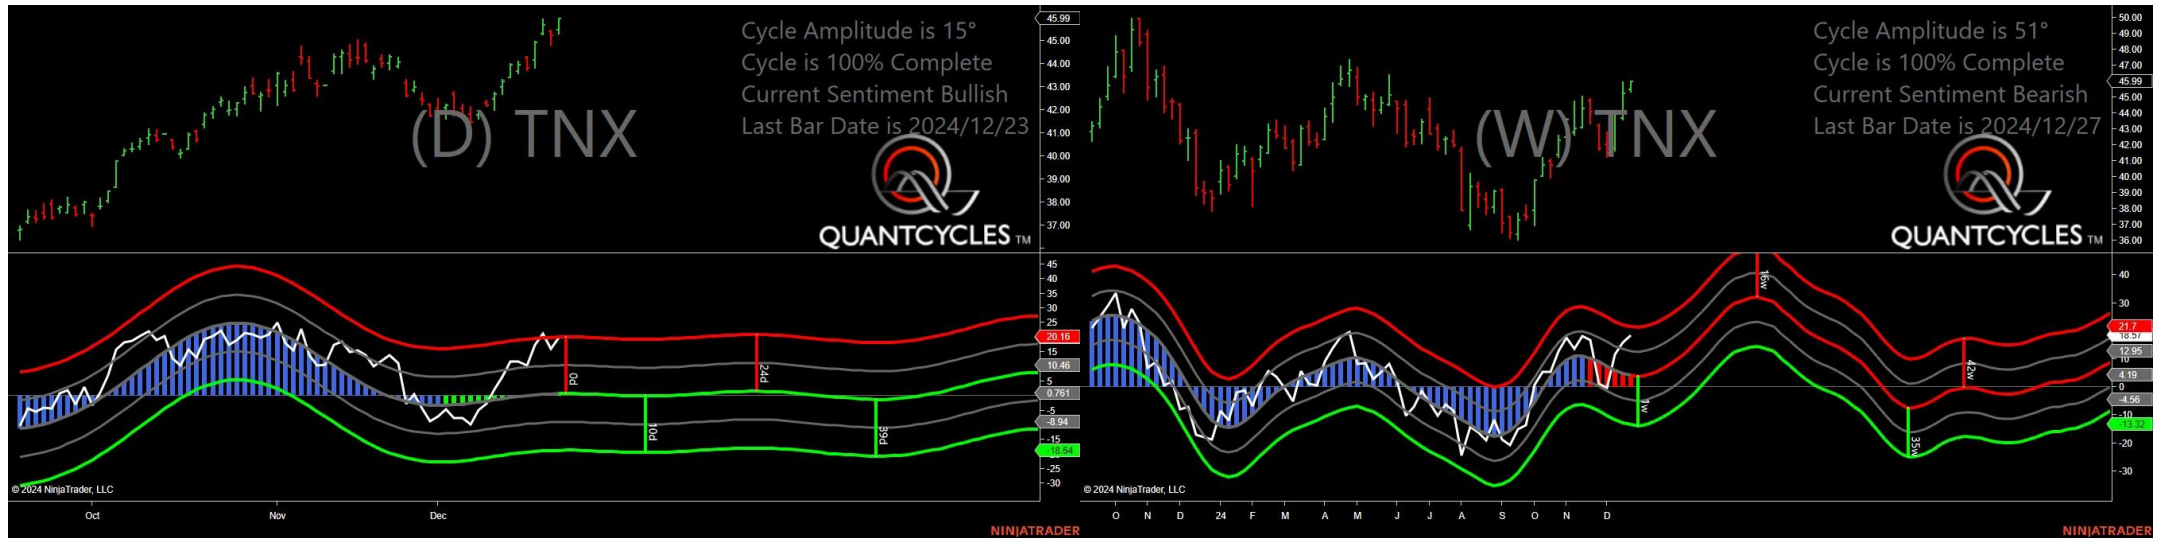 Cycle Amplitude is 15°
Cycle is 100% Complete
Current Sentiment Bullish
Last Bar Date is 2024/12/23
(D) TNX
QUANTCYCLES TM
45.99
45.00
44.00
43.00
42.00
41.00
40.00
39.00
38.00
37.00
45
40
35
30
25
20.16
15
10.46
5
0.761
-5
-8.94
-15
-18.64
-25
-30
0d
10d
24d
39d
© 2024 NinjaTrader, LLC
Oct Nov Dec
NINJATRADER
Cycle Amplitude is 51°
Cycle is 100% Complete
Current Sentiment Bearish
Last Bar Date is 2024/12/27
(W) TNX
QUANTCYCLES TM
50.00
49.00
48.00
47.00
45.99
45.00
44.00
43.00
42.00
41.00
40.00
39.00
38.00
37.00
36.00
40
30
21.7
18.57
12.95
4.19
0
-4.56
-10
-13.32
-20
-30
1w
16w
35w
42w
© 2024 NinjaTrader, LLC
O N D 24 F M A M J J A S O N D
NINJATRADER